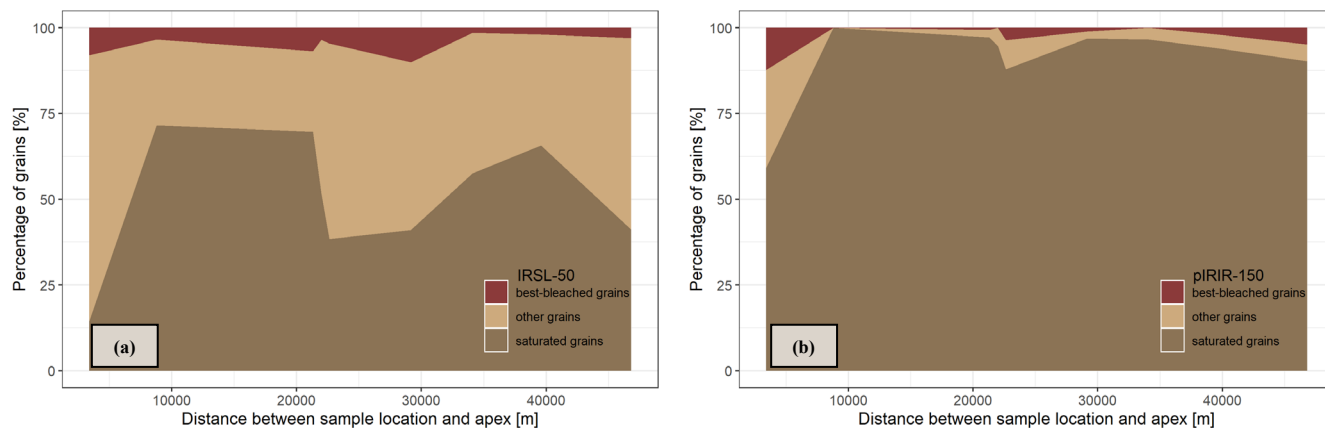 100
75
50
25
0
Percentage of grains [%]
IRSL-50
best-bleached grains
other grains
saturated grains
(a)
10000
20000
30000
40000
Distance between sample location and apex [m]
100
75
50
25
0
Percentage of grains [%]
pIRIR-150
best-bleached grains
other grains
saturated grains
(b)
10000
20000
30000
40000
Distance between sample location and apex [m]